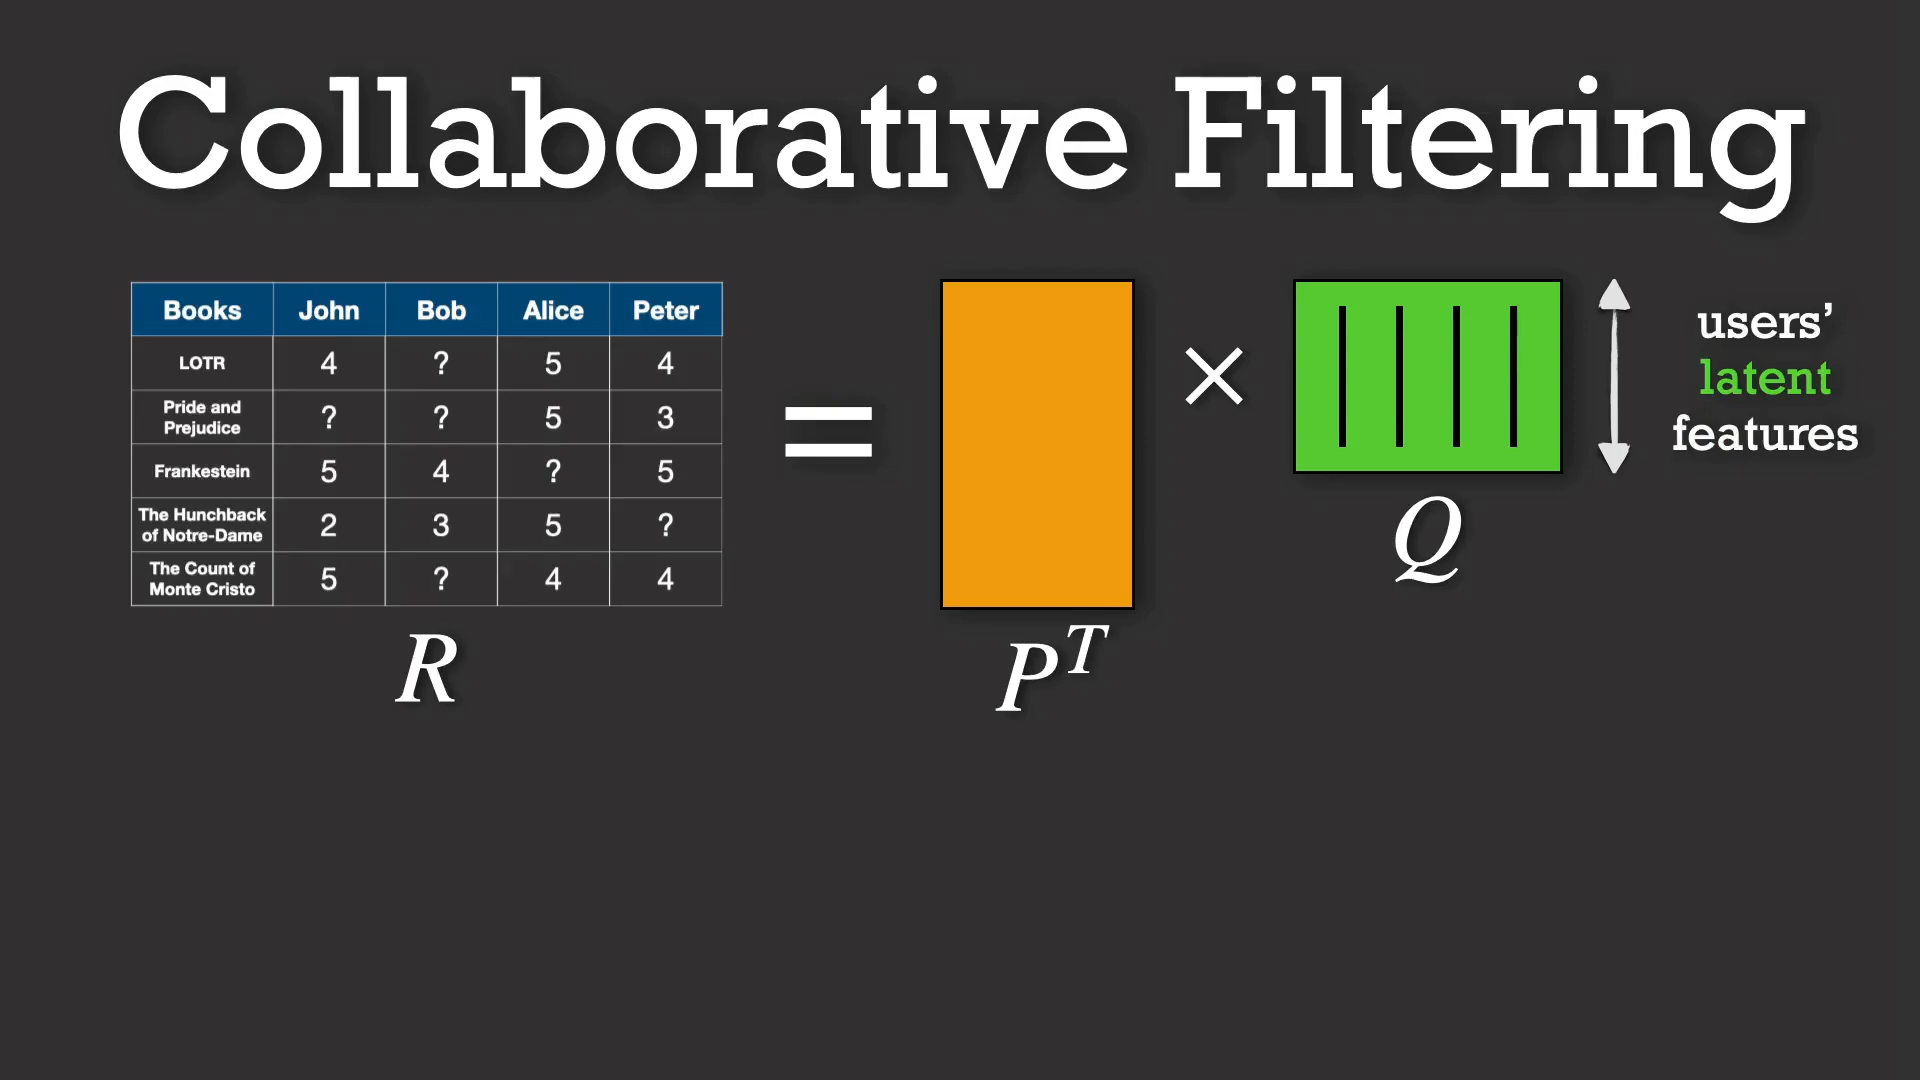 Collaborative Filtering
Books John Bob Alice Peter
LOTR 4 ? 5 4
Pride and
Prejudice ? ? 5 3
Frankestein 5 4 ? 5
The Hunchback
of Notre-Dame 2 3 5 ?
The Count of
Monte Cristo 5 ? 4 4
R
=
P^T
×
Q
users’
latent
features